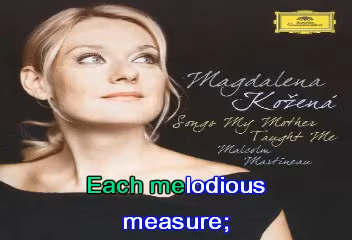 Magdalena
Kožená
Songs My Mother
Taught Me
Malcolm
Martineau
Each melodious
measure;